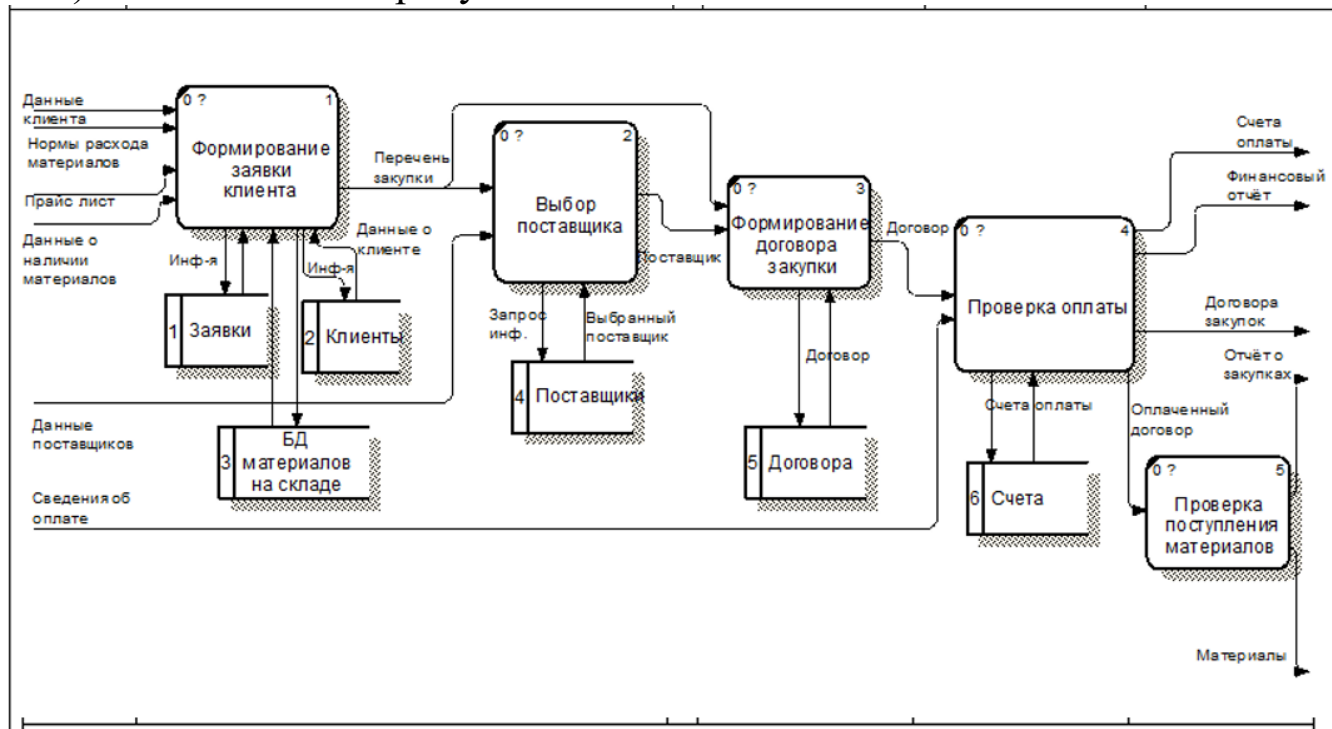 Данные
клиента
Нормы расхода
материалов
Прайс лист
Данные о
наличии
материалов
0 ?
1
Формирование
заявки
клиента
Перечень
закупки
Данные о
клиенте
Инф-я
Инф-я
1
Заявки
2
Клиенты
3
БД
материалов
на складе
Данные
поставщиков
Сведения об
оплате
0 ?
2
Выбор
поставщика
Поставщик
Запрос
инф.
Выбранный
поставщик
4
Поставщики
0 ?
3
Формирование
договора
закупки
Договор
Договор
5
Договора
0 ?
4
Проверка оплаты
Счета оплаты
6
Счета
Оплаченный
договор
0 ?
5
Проверка
поступления
материалов
Счета
оплаты
Финансовый
отчёт
Договора
закупок
Отчёт о
закупках
Материалы